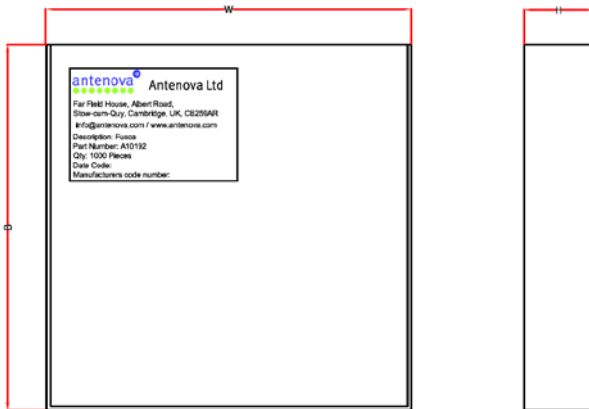 W
H
antenova
Antenova Ltd
Far Field House, Albert Road,
Stow-cum-Quy, Cambridge, UK, CB259AR
info@antenova.com / www.antenova.com
Description: Fusca
Part Number: A10192
Qty: 1000 Pieces
Date Code:
Manufacturers code number: